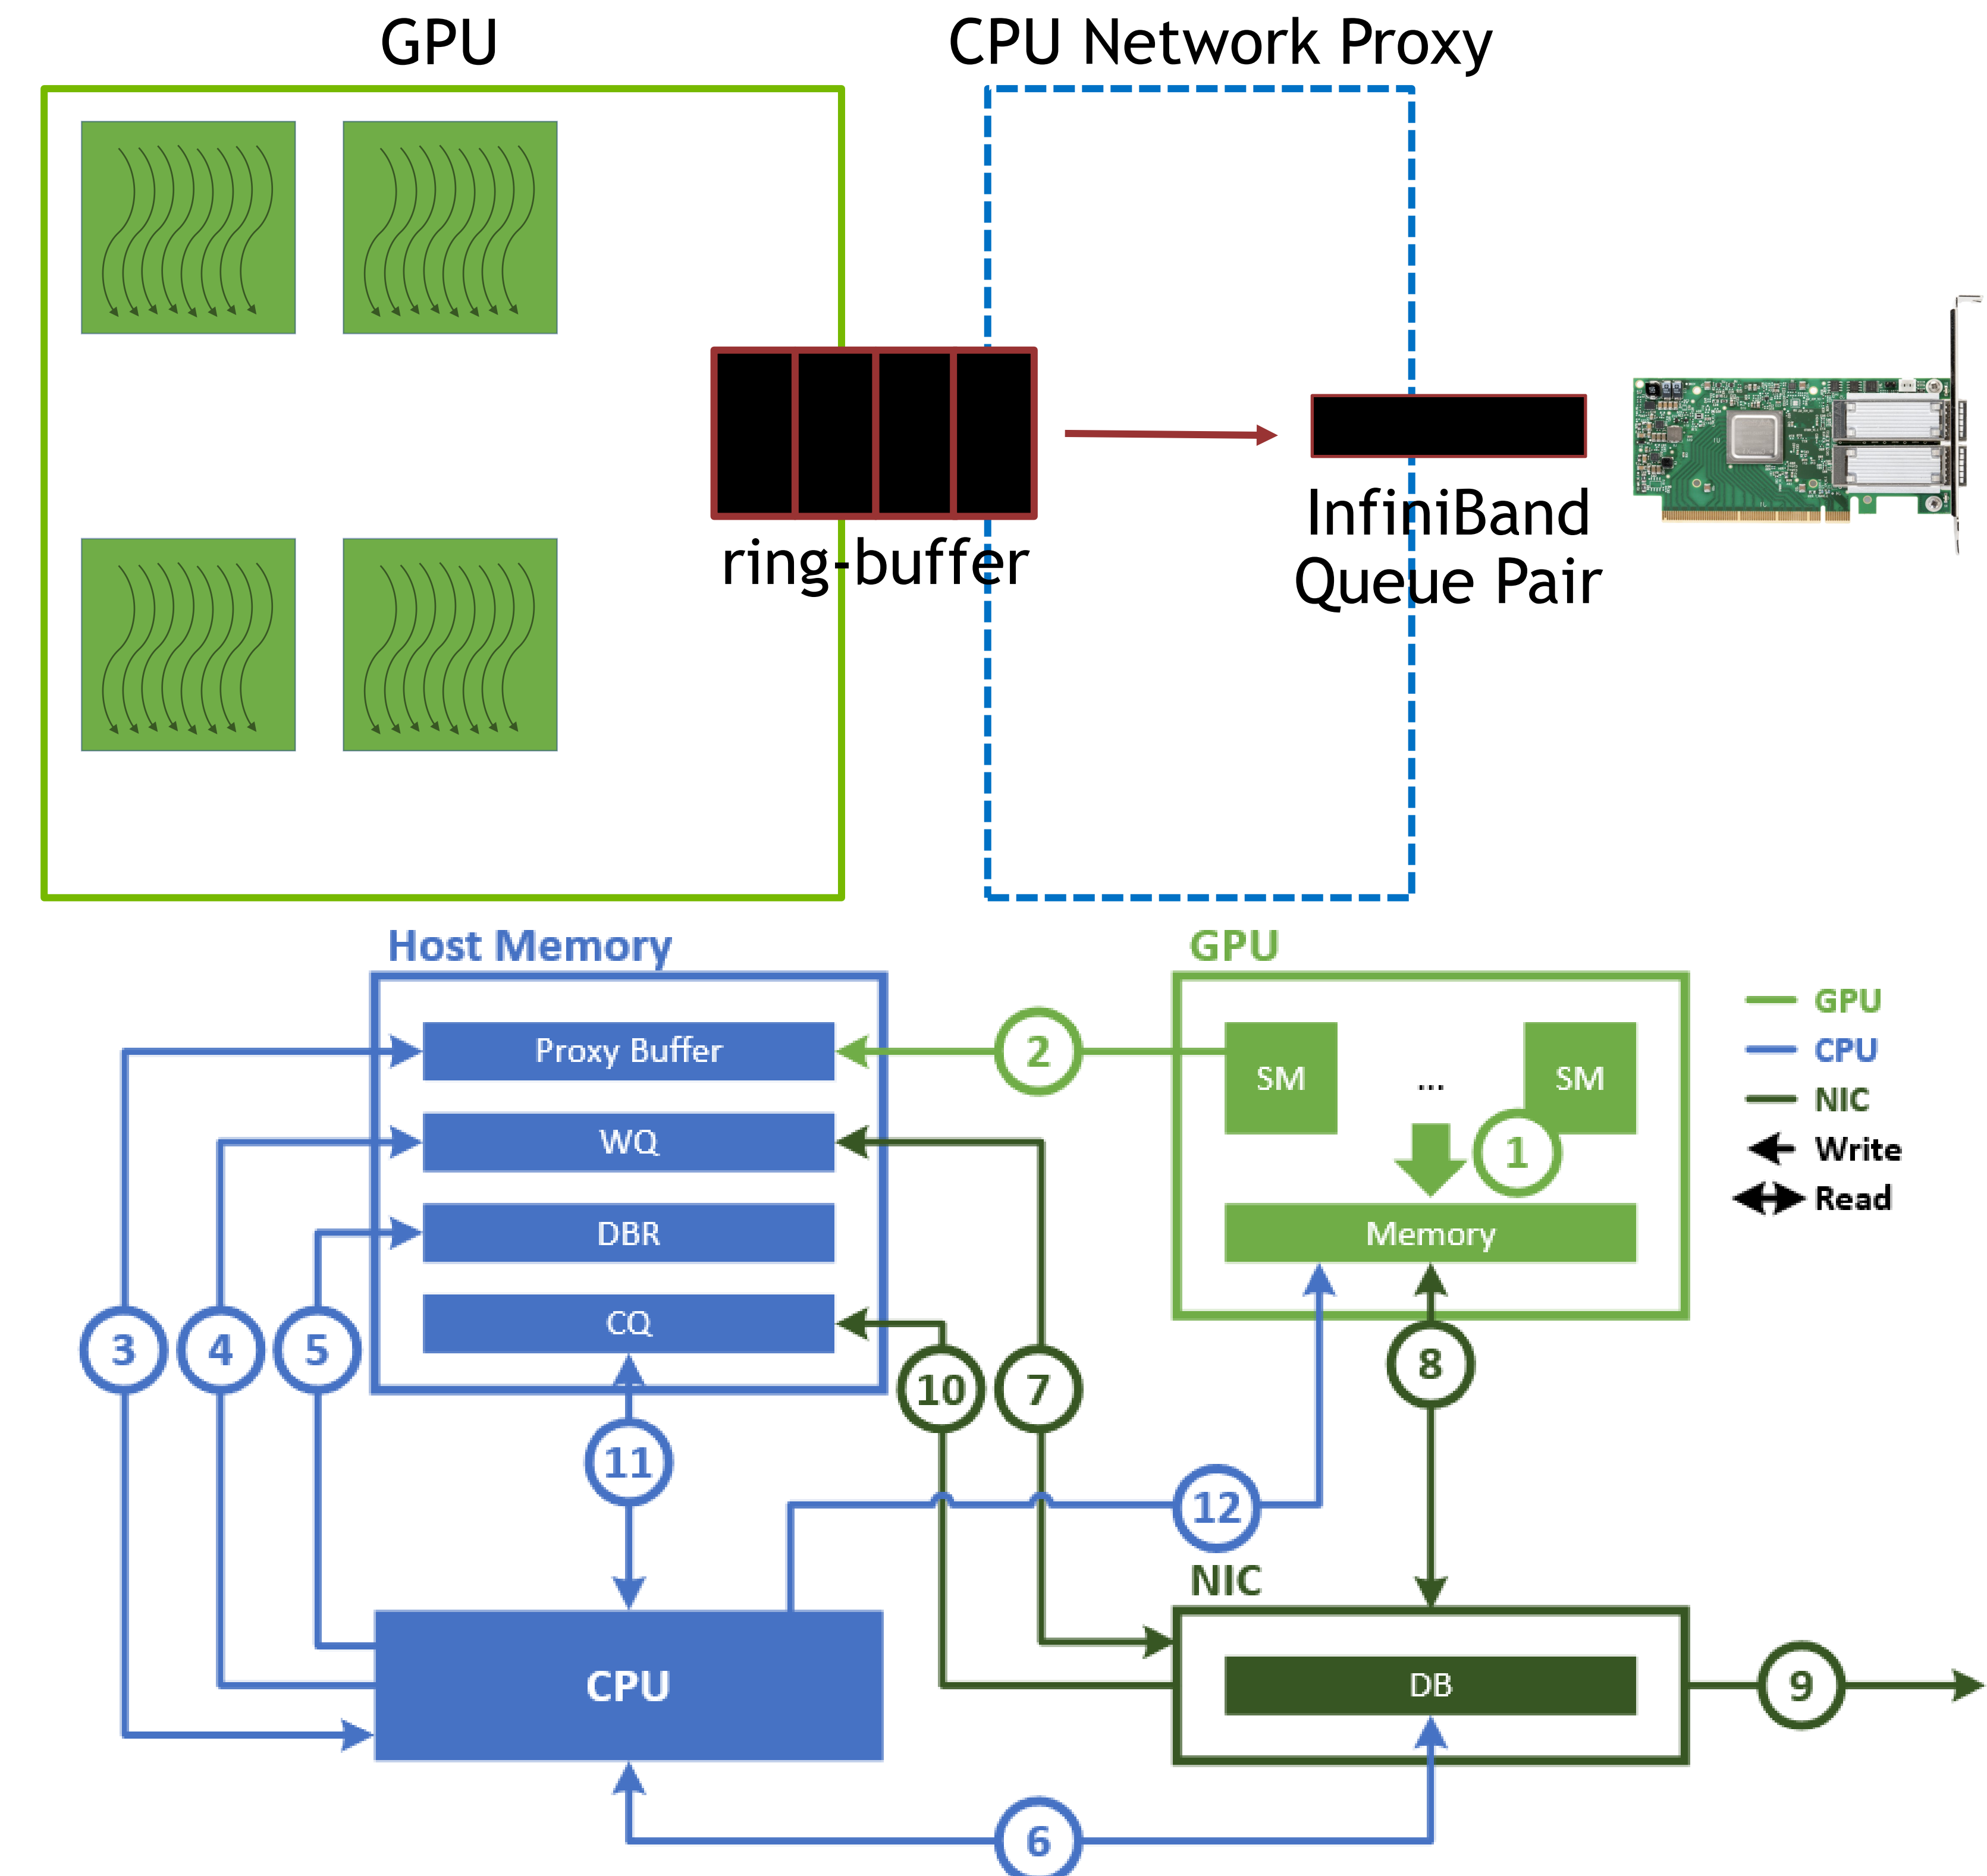 GPU
CPU Network Proxy
ring-buffer
InfiniBand
Queue Pair
Host Memory
GPU
Proxy Buffer
WQ
DBR
CQ
2
SM
...
SM
1
Memory
GPU
CPU
NIC
Write
Read
3
4
5
10
7
8
11
12
NIC
CPU
DB
9
6